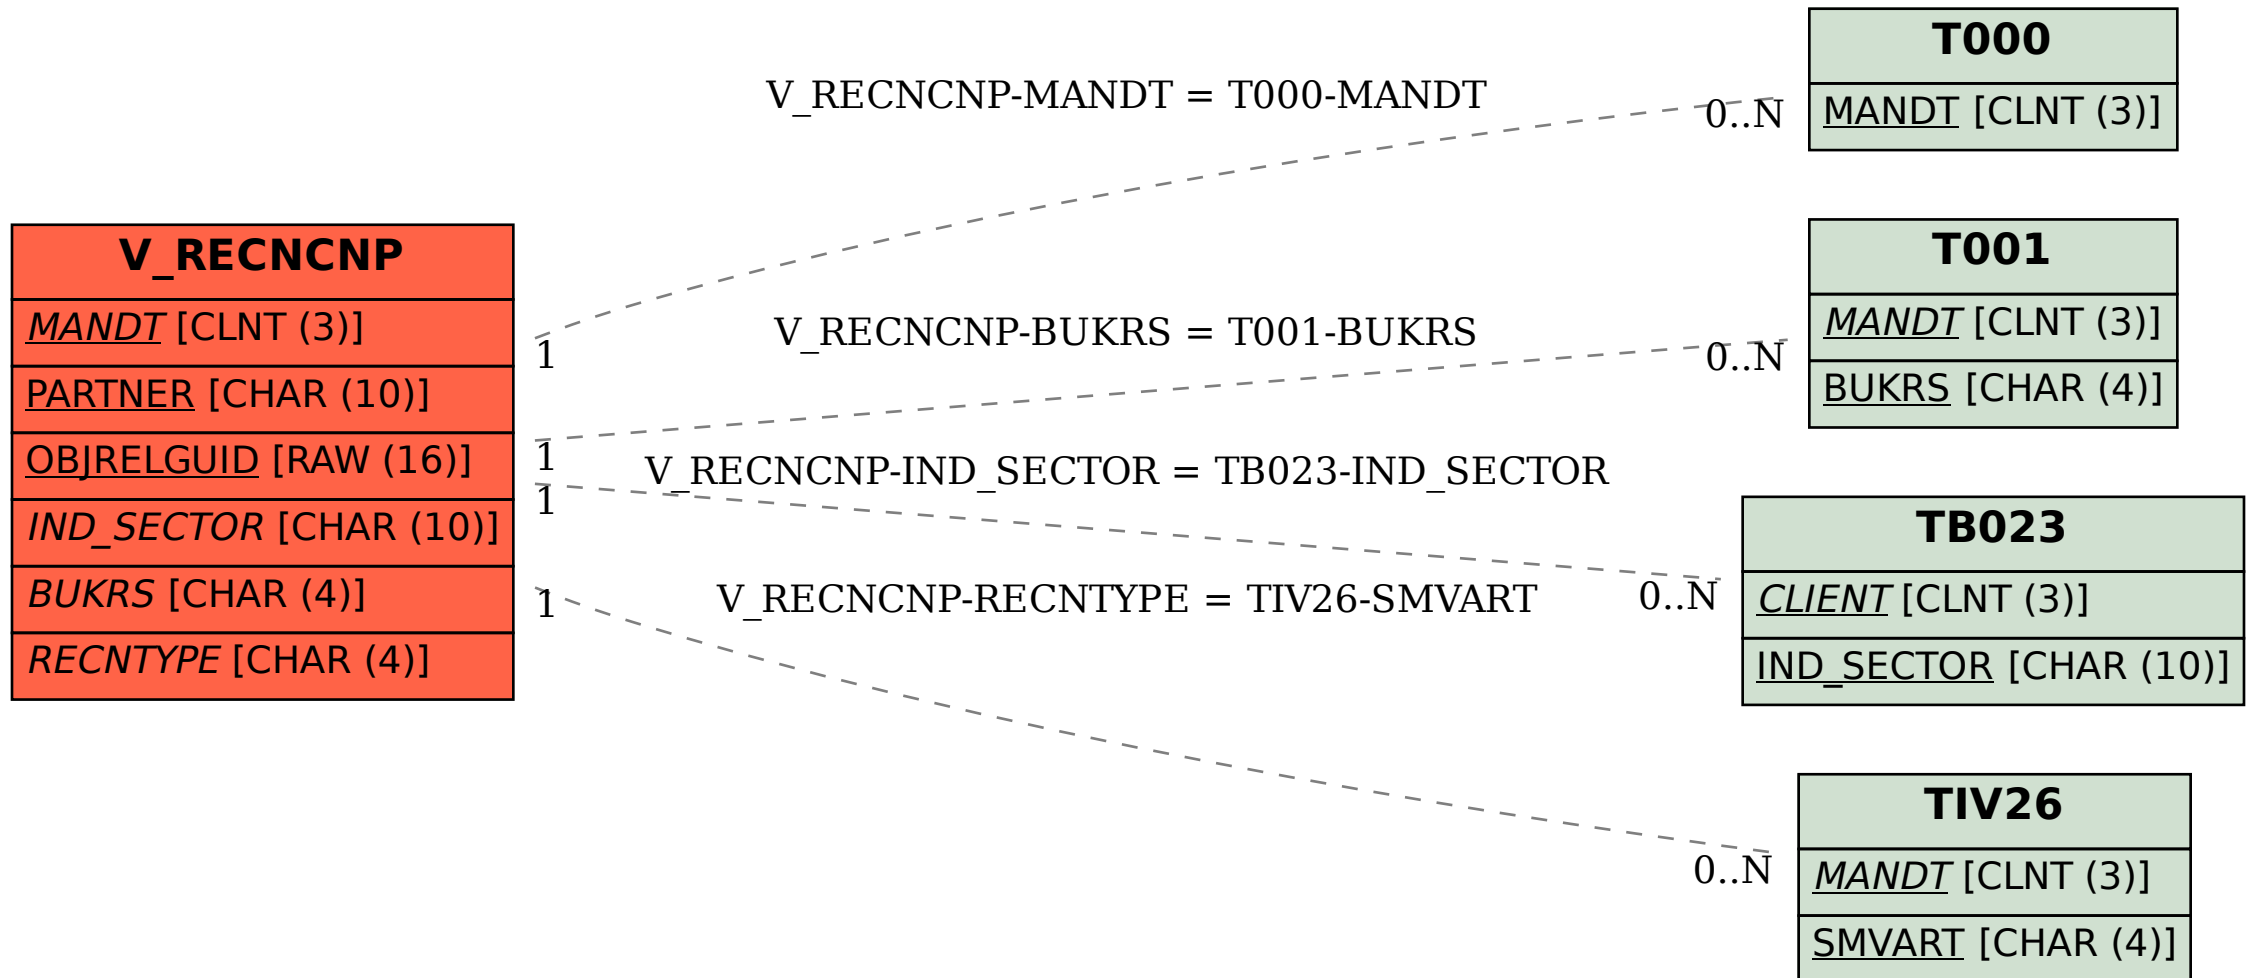 V_RECNCNP
MANDT [CLNT (3)]
PARTNER [CHAR (10)]
OBJRELGUID [RAW (16)]
IND_SECTOR [CHAR (10)]
BUKRS [CHAR (4)]
RECNTYPE [CHAR (4)]
V_RECNCNP-MANDT = T000-MANDT
1
0..N
V_RECNCNP-BUKRS = T001-BUKRS
1
0..N
V_RECNCNP-IND_SECTOR = TB023-IND_SECTOR
1
0..N
V_RECNCNP-RECNTYPE = TIV26-SMVART
1
0..N
T000
MANDT [CLNT (3)]
T001
MANDT [CLNT (3)]
BUKRS [CHAR (4)]
TB023
CLIENT [CLNT (3)]
IND_SECTOR [CHAR (10)]
TIV26
MANDT [CLNT (3)]
SMVART [CHAR (4)]